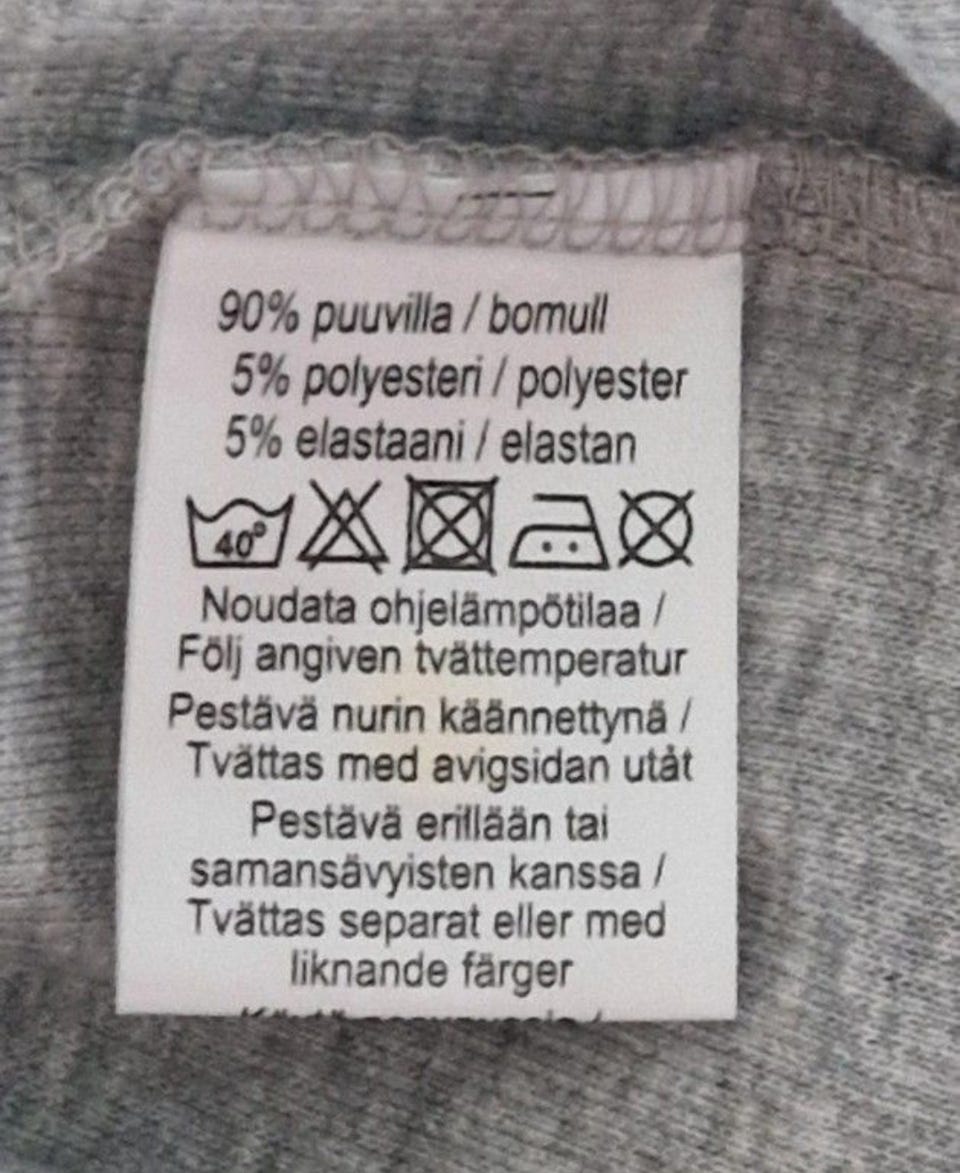 90% puuvilla / bomull
5% polyesteri / polyester
5% elastaani / elastan
40°
Noudata ohjelämpötilaa /
Följ angiven tvättemperatur
Pestävä nurin käännettynä /
Tvättas med avigsidan utåt
Pestävä erillään tai
samansävyisten kanssa /
Tvättas separat eller med
liknande färger